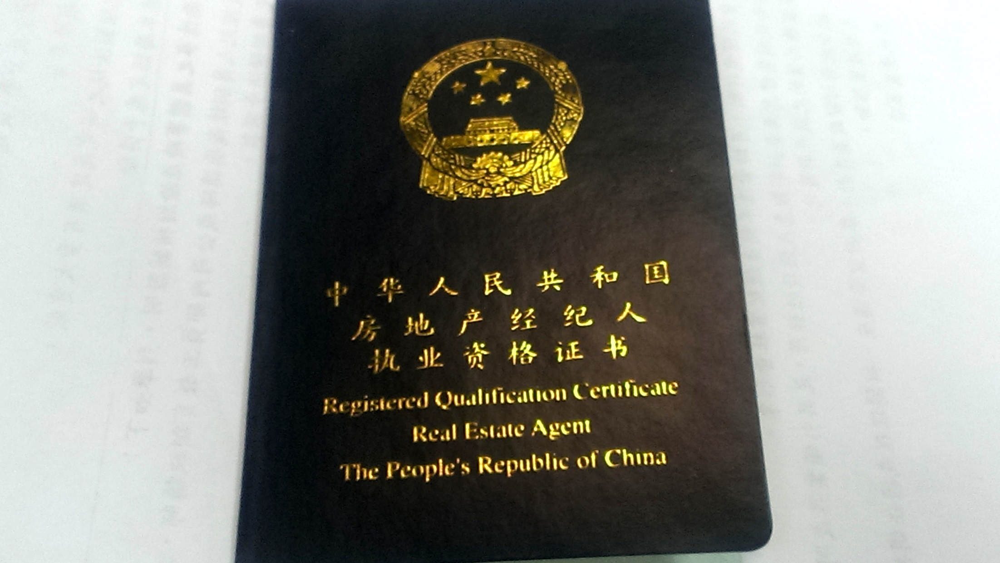 中华人民共和国
房地产经纪人
执业资格证书
Registered Qualification Certificate
Real Estate Agent
The People's Republic of China